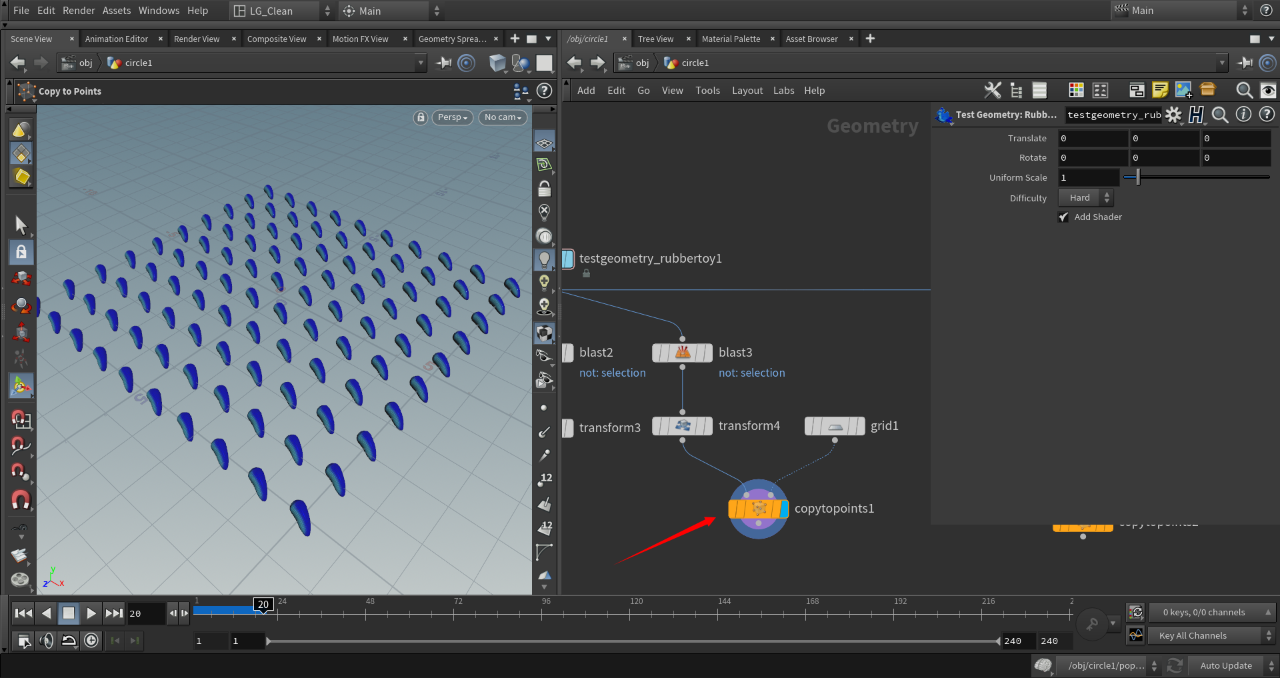 File Edit Render Assets Windows Help LG_Clean Main Main
Scene View Animation Editor Render View Composite View Motion FX View Geometry Sprea...
/obj/circle1 Tree View Material Palette Asset Browser
obj circle1
obj circle1
Copy to Points
Add Edit Go View Tools Layout Labs Help
Persp No cam
Geometry
Test Geometry: Rubb... testgeometry_rub
Translate 0 0 0
Rotate 0 0 0
Uniform Scale 1
Difficulty Hard
Add Shader
testgeometry_rubbertoy1
blast2
not: selection
blast3
not: selection
transform3
transform4
grid1
copytopoints1
12
12
y
z x
20
1 20 24 48 72 96 120 144 168 192 216 2
1 1 240 240
0 keys, 0/0 channels
Key All Channels
/obj/circle1/pop... Auto Update